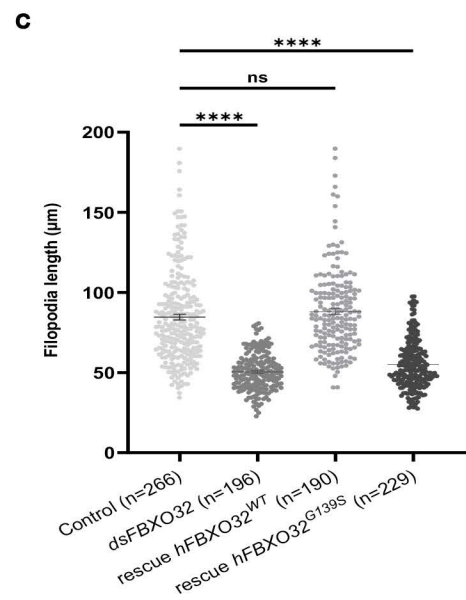 c
****
ns
****
200
150
100
50
0
Filopodia length (µm)
Control (n=266)
dsFBXO32 (n=196)
rescue hFBXO32^WT (n=190)
rescue hFBXO32^G139S (n=229)